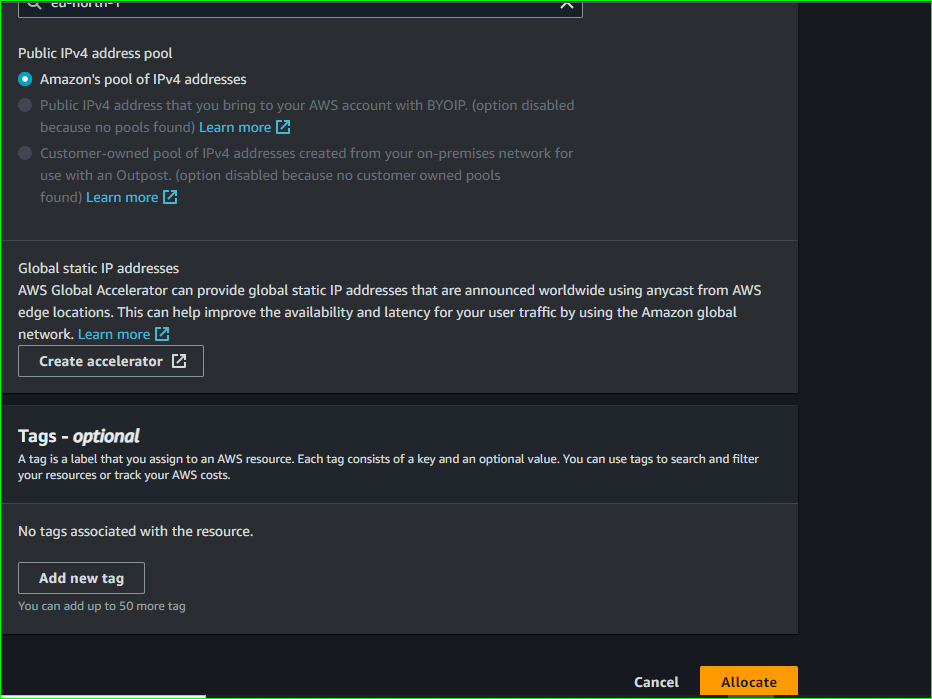 eu-north-1
Public IPv4 address pool
Amazon's pool of IPv4 addresses
Public IPv4 address that you bring to your AWS account with BYOIP. (option disabled
because no pools found) Learn more
Customer-owned pool of IPv4 addresses created from your on-premises network for
use with an Outpost. (option disabled because no customer owned pools
found) Learn more
Global static IP addresses
AWS Global Accelerator can provide global static IP addresses that are announced worldwide using anycast from AWS
edge locations. This can help improve the availability and latency for your user traffic by using the Amazon global
network. Learn more
Create accelerator
Tags - optional
A tag is a label that you assign to an AWS resource. Each tag consists of a key and an optional value. You can use tags to search and filter
your resources or track your AWS costs.
No tags associated with the resource.
Add new tag
You can add up to 50 more tag
Cancel
Allocate